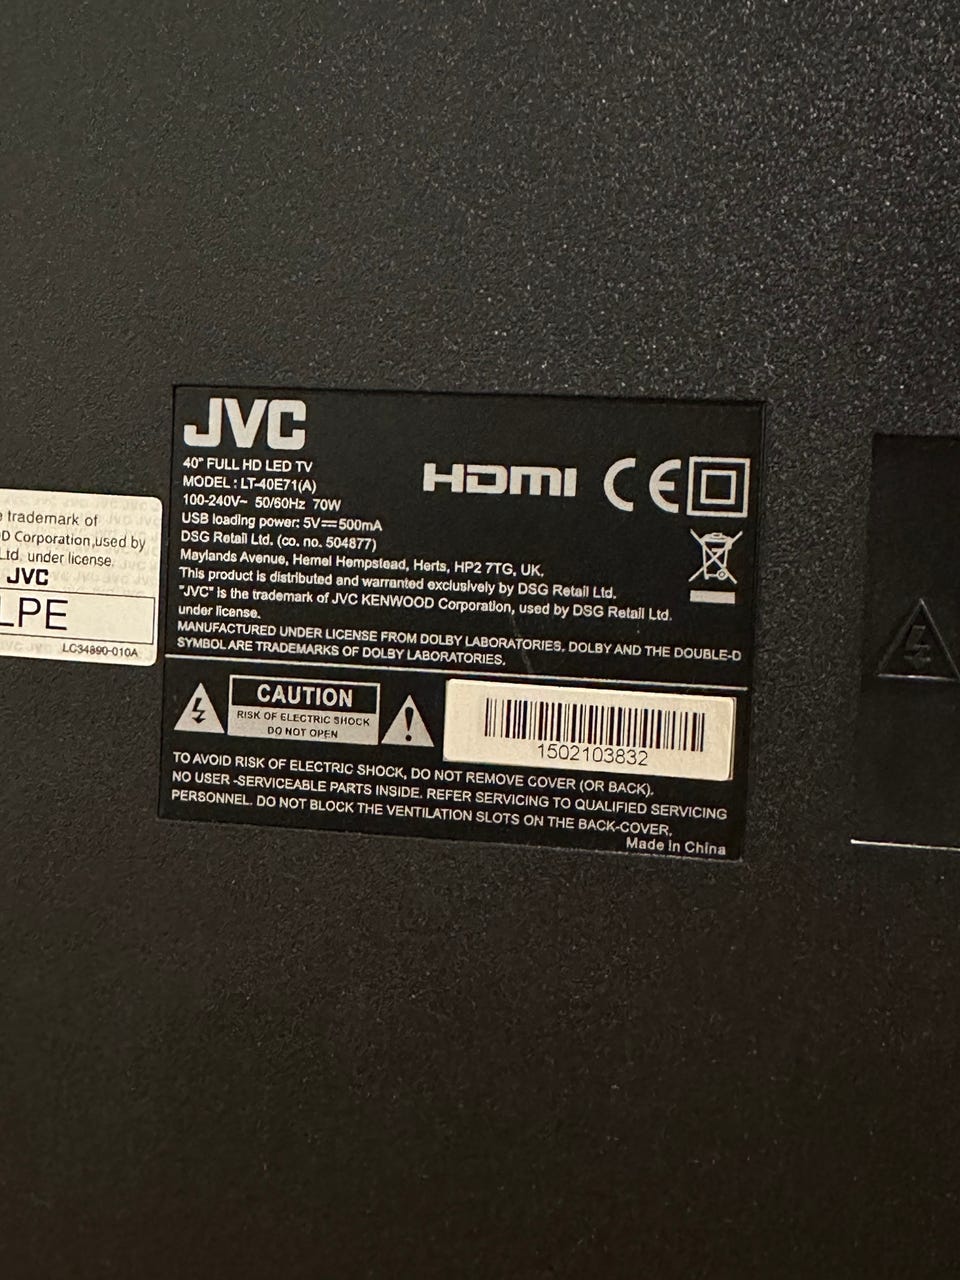 JVC
40" FULL HD LED TV
MODEL : LT-40E71(A)
100-240V~ 50/60Hz 70W
USB loading power: 5V⎓500mA
DSG Retail Ltd. (co. no. 504877)
Maylands Avenue, Hemel Hempstead, Herts, HP2 7TG, UK.
This product is distributed and warranted exclusively by DSG Retail Ltd.
"JVC" is the trademark of JVC KENWOOD Corporation, used by DSG Retail Ltd.
under license.
MANUFACTURED UNDER LICENSE FROM DOLBY LABORATORIES. DOLBY AND THE DOUBLE-D
SYMBOL ARE TRADEMARKS OF DOLBY LABORATORIES.
HDMI CE
CAUTION
RISK OF ELECTRIC SHOCK
DO NOT OPEN
1502103832
TO AVOID RISK OF ELECTRIC SHOCK, DO NOT REMOVE COVER (OR BACK).
NO USER -SERVICEABLE PARTS INSIDE. REFER SERVICING TO QUALIFIED SERVICING
PERSONNEL. DO NOT BLOCK THE VENTILATION SLOTS ON THE BACK-COVER.
Made in China
e trademark of
D Corporation,used by
Ltd. under license.
JVC
LPE
LC34890-010A